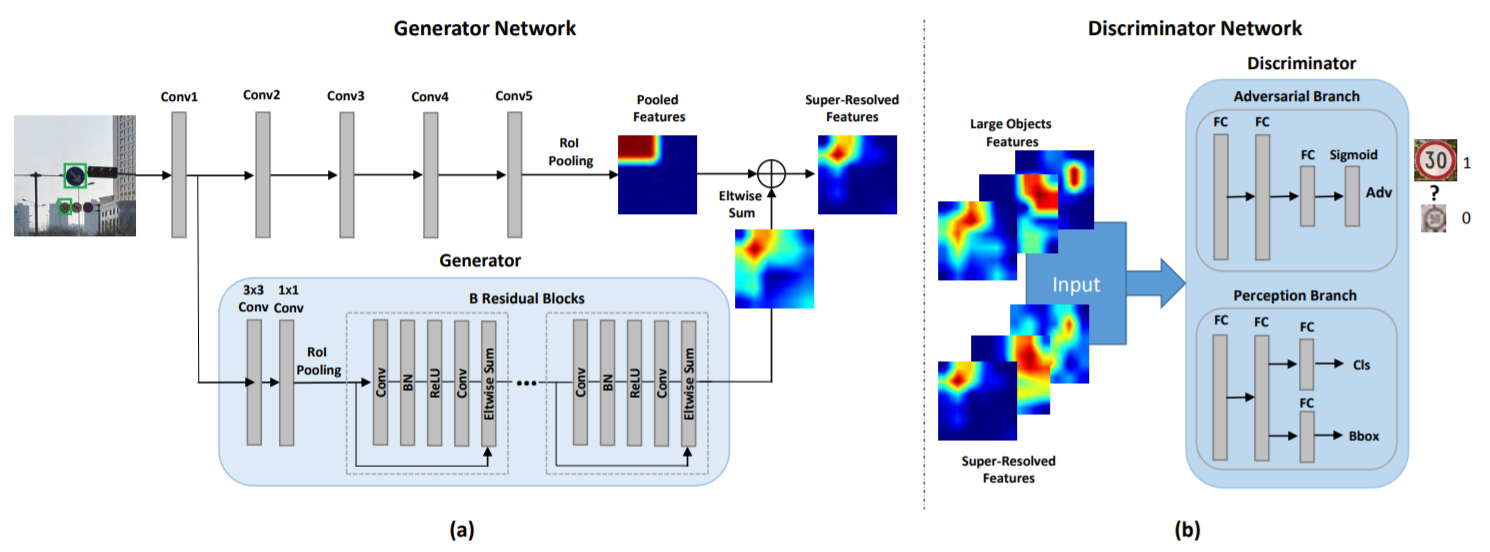 Generator Network
Conv1
Conv2
Conv3
Conv4
Conv5
RoI
Pooling
Pooled
Features
Super-Resolved
Features
Eltwise
Sum
Generator
3x3
Conv
1x1
Conv
RoI
Pooling
B Residual Blocks
Conv
BN
ReLU
Conv
Eltwise Sum
...
Conv
BN
ReLU
Conv
Eltwise Sum
(a)
Discriminator Network
Large Objects
Features
Input
Super-Resolved
Features
Discriminator
Adversarial Branch
FC
FC
FC
Sigmoid
Adv
30
1
?
0
Perception Branch
FC
FC
FC
Cls
FC
Bbox
(b)